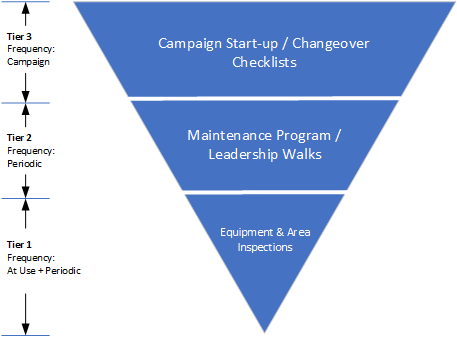 Tier 3
Frequency:
Campaign
Campaign Start-up / Changeover
Checklists
Tier 2
Frequency:
Periodic
Maintenance Program /
Leadership Walks
Tier 1
Frequency:
At Use + Periodic
Equipment & Area
Inspections